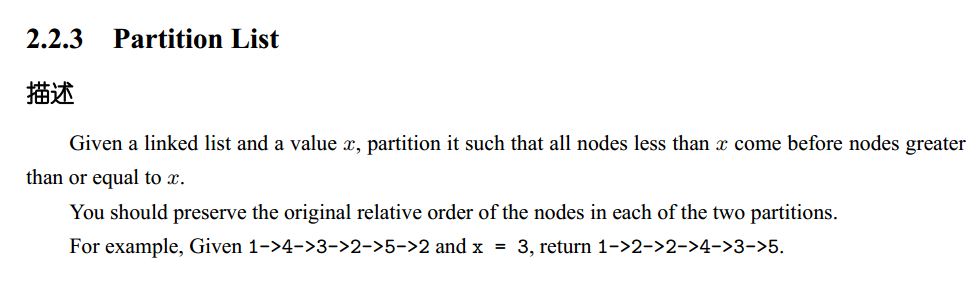 2.2.3 Partition List
描述
Given a linked list and a value x, partition it such that all nodes less than x come before nodes greater
than or equal to x.
You should preserve the original relative order of the nodes in each of the two partitions.
For example, Given 1->4->3->2->5->2 and x = 3, return 1->2->2->4->3->5.